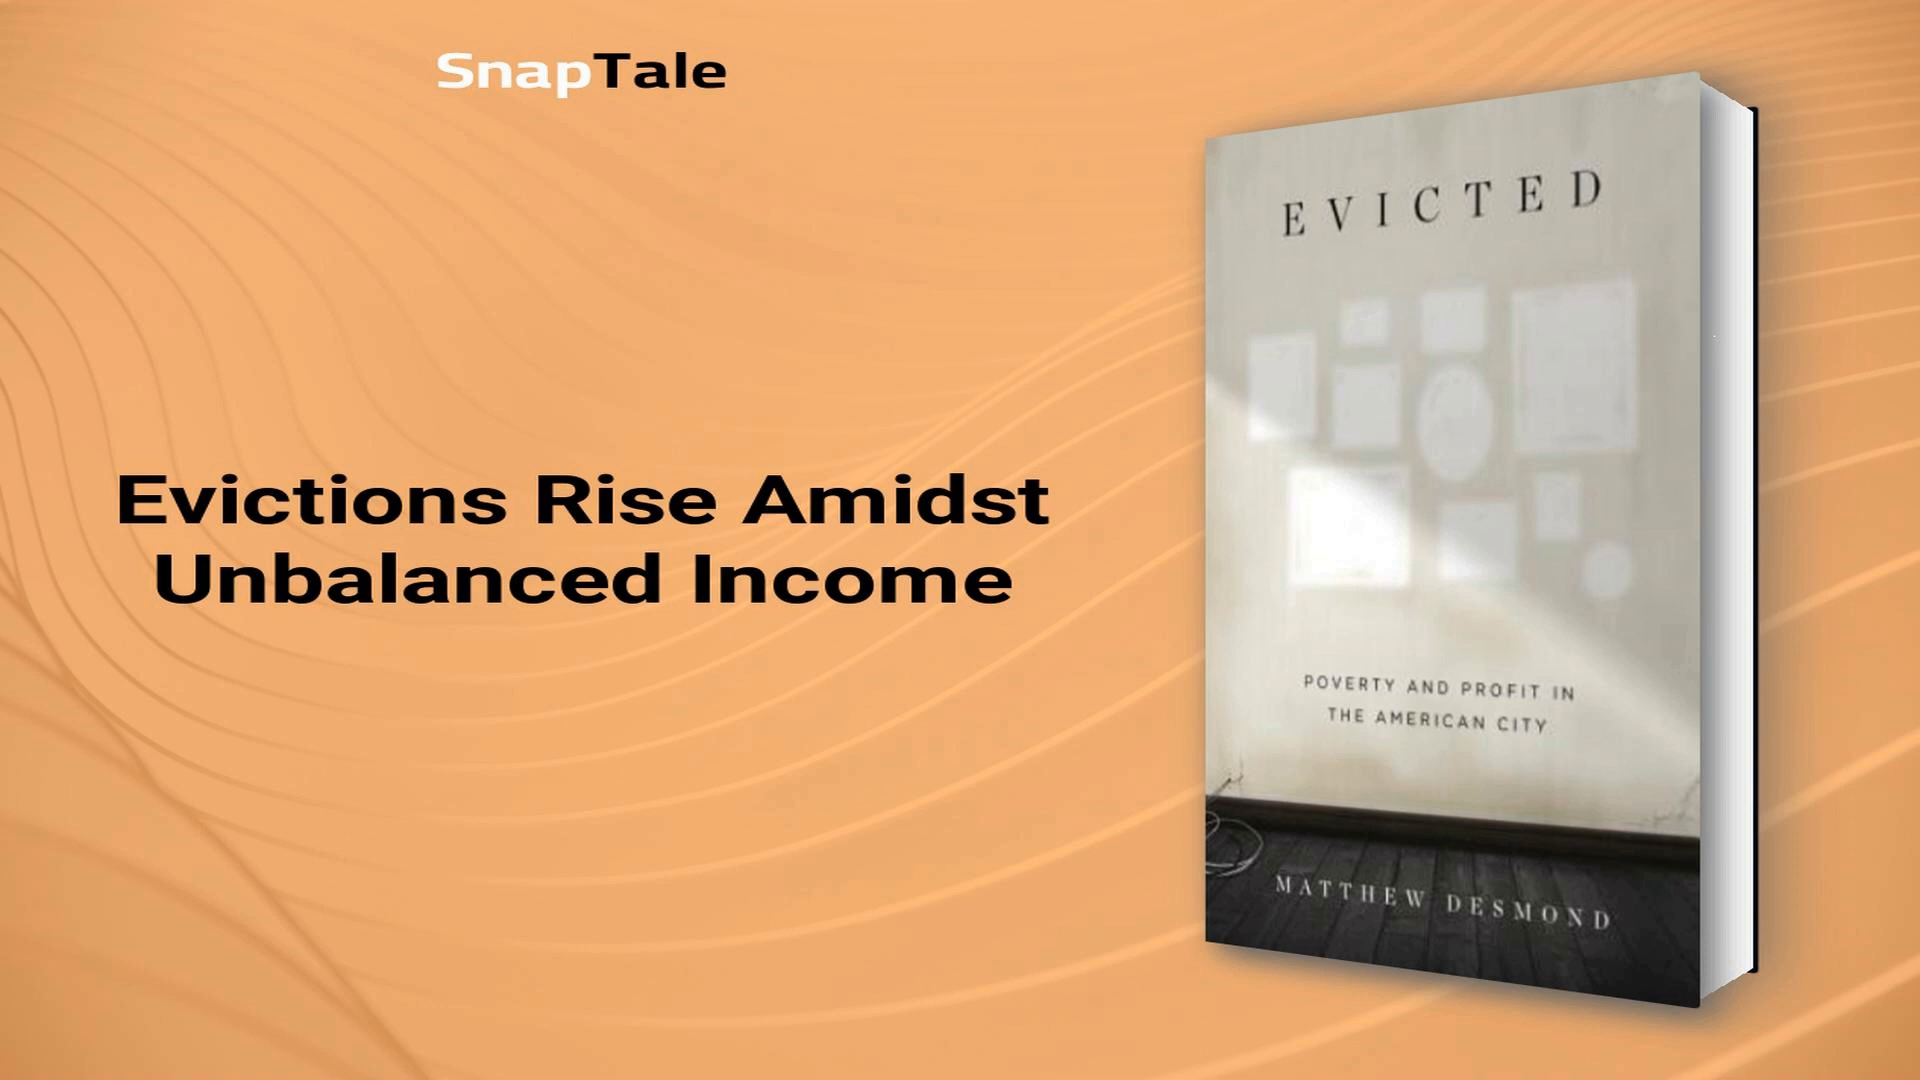 SnapTale
Evictions Rise Amidst
Unbalanced Income
EVICTED
POVERTY AND PROFIT IN
THE AMERICAN CITY
MATTHEW DESMOND